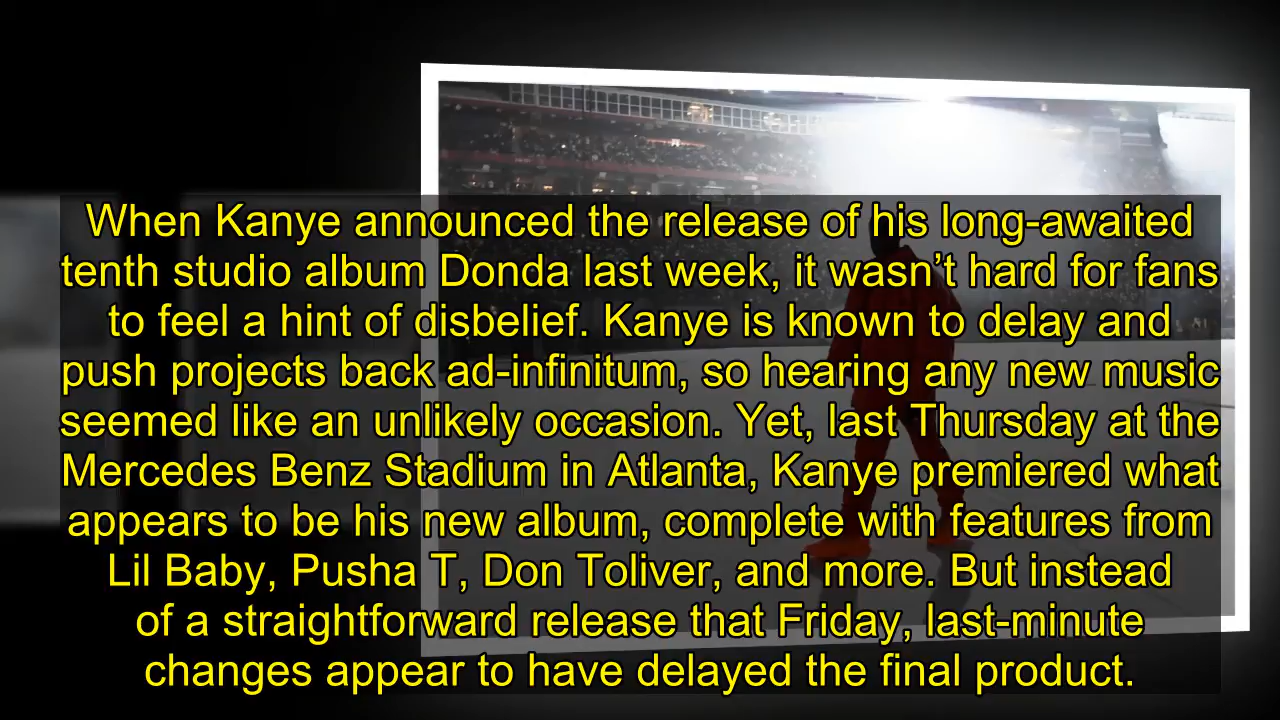 When Kanye announced the release of his long-awaited
tenth studio album Donda last week, it wasn’t hard for fans
to feel a hint of disbelief. Kanye is known to delay and
push projects back ad-infinitum, so hearing any new music
seemed like an unlikely occasion. Yet, last Thursday at the
Mercedes Benz Stadium in Atlanta, Kanye premiered what
appears to be his new album, complete with features from
Lil Baby, Pusha T, Don Toliver, and more. But instead
of a straightforward release that Friday, last-minute
changes appear to have delayed the final product.